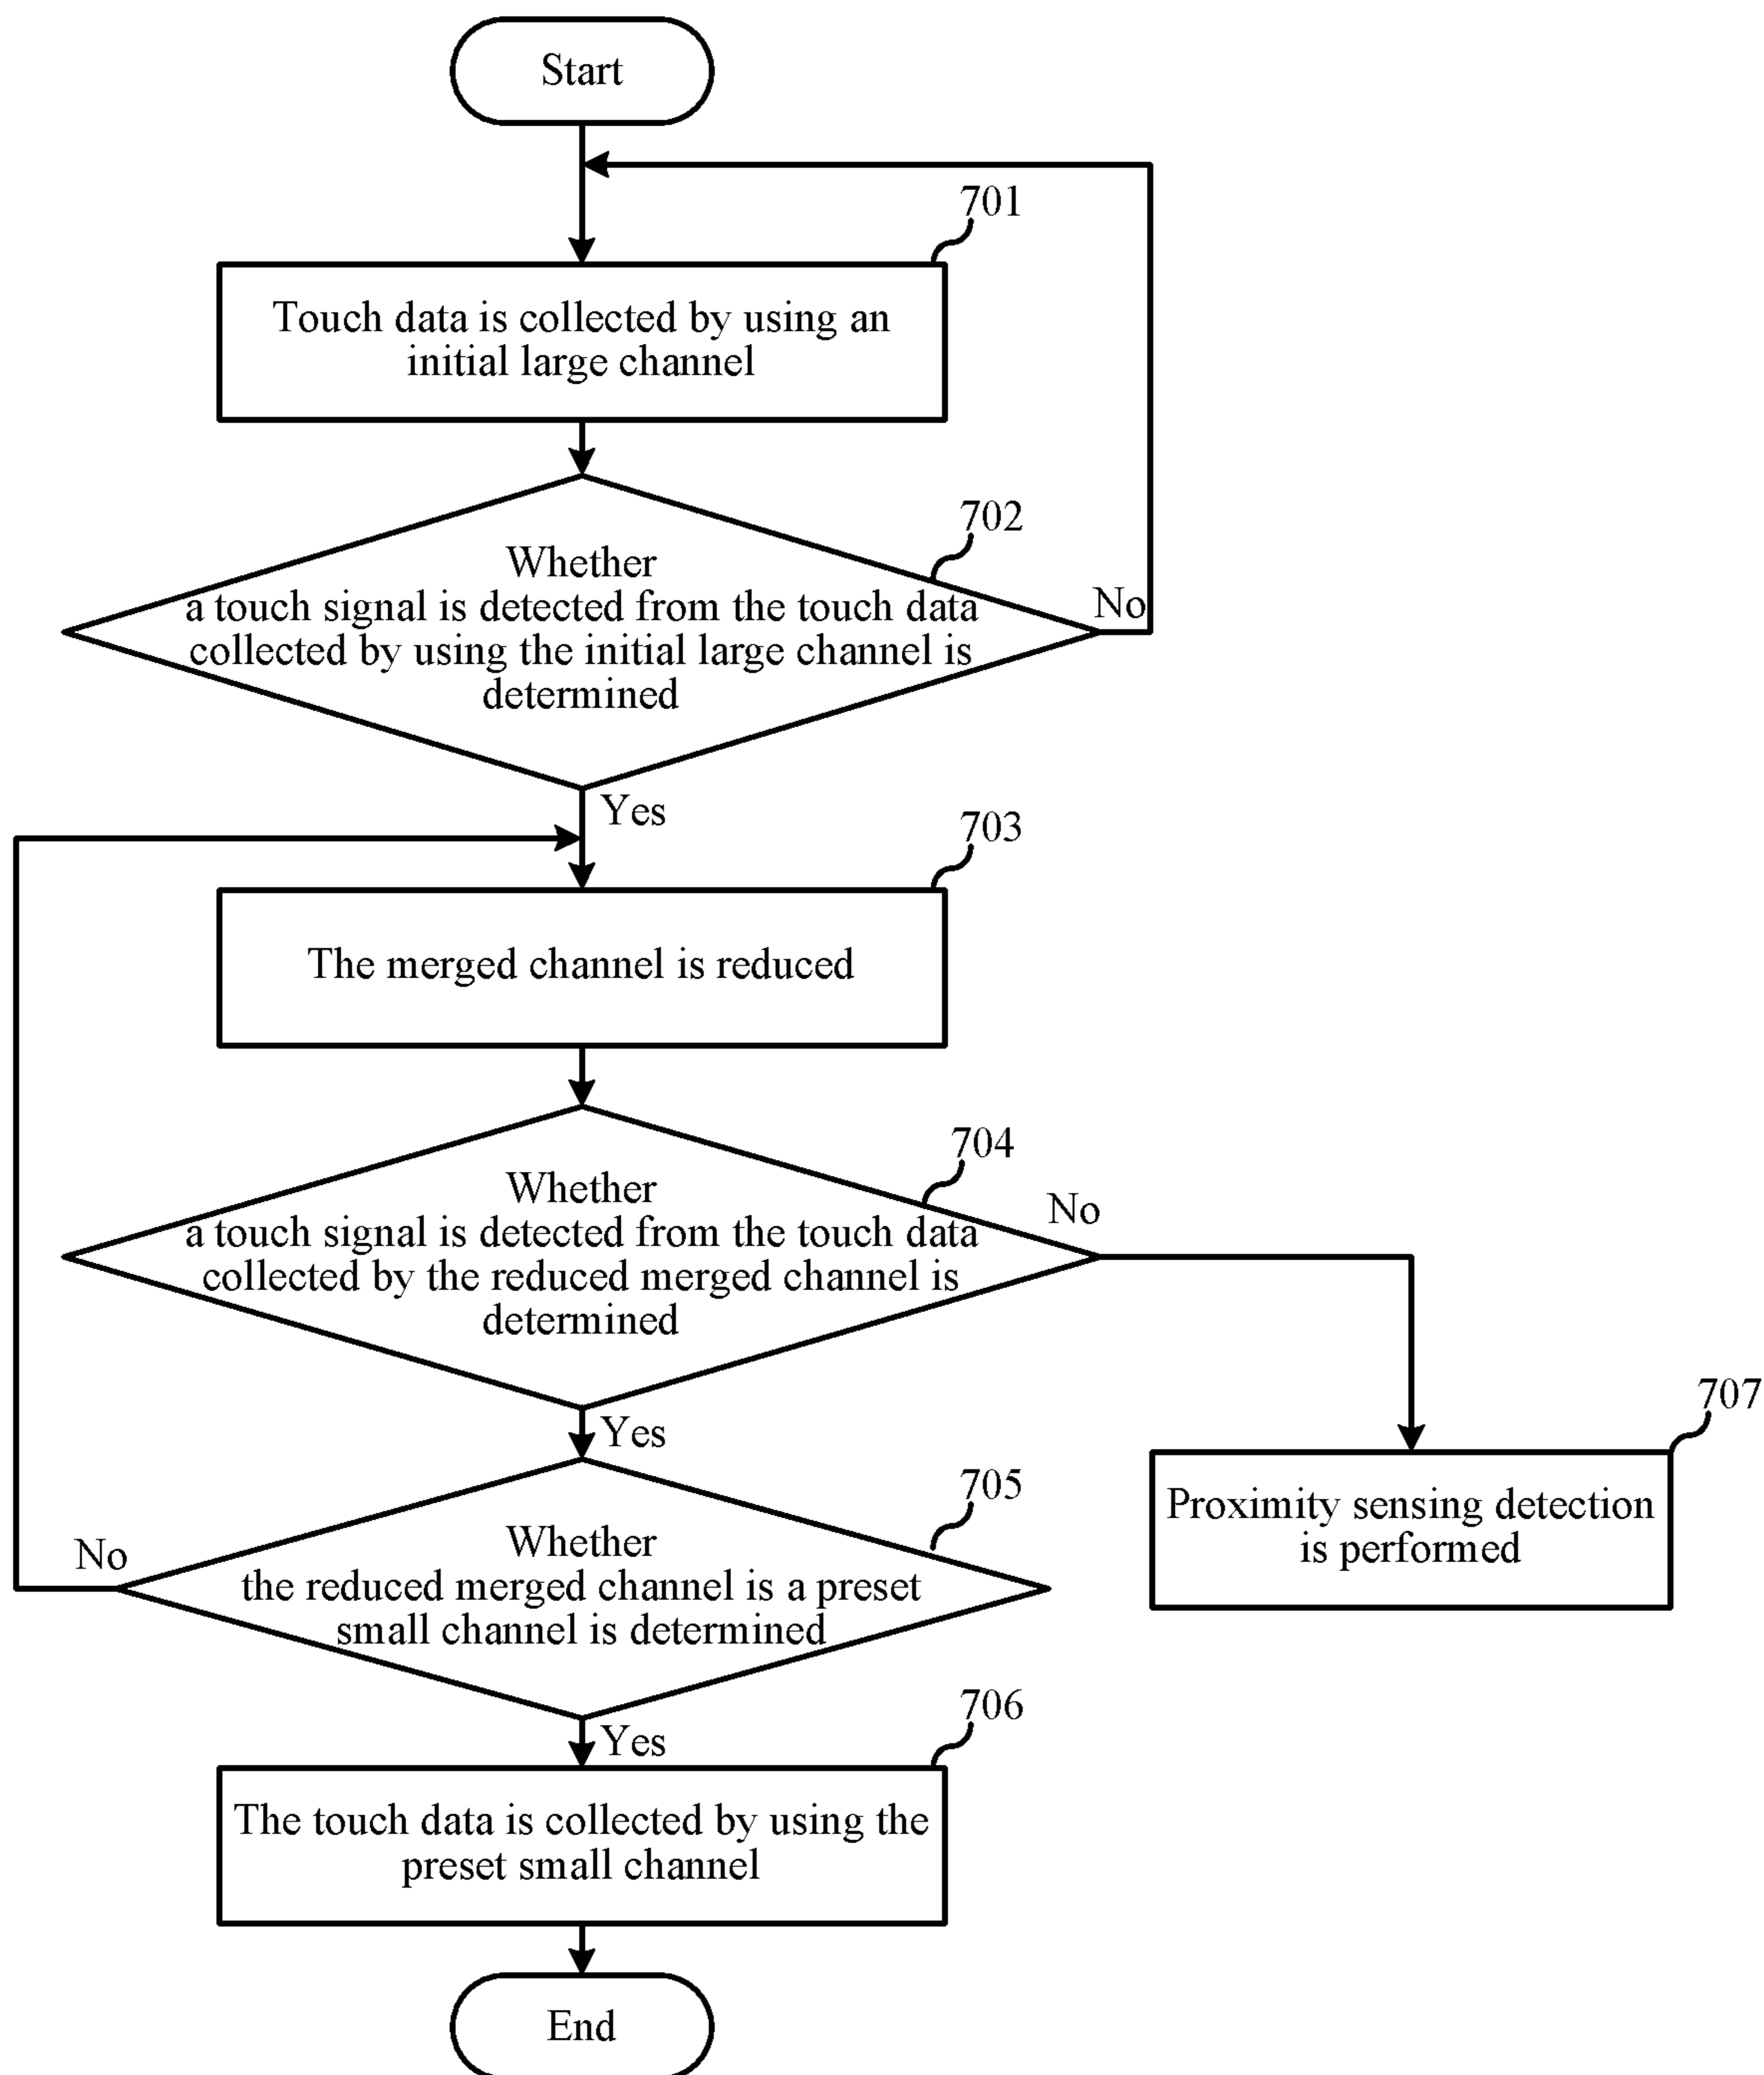 Start
701
Touch data is collected by using an
initial large channel
702
Whether
a touch signal is detected from the touch data
collected by using the initial large channel is
determined
No
Yes
703
The merged channel is reduced
704
Whether
a touch signal is detected from the touch data
collected by the reduced merged channel is
determined
No
Yes
707
Proximity sensing detection
is performed
705
Whether
the reduced merged channel is a preset
small channel is determined
No
Yes
706
The touch data is collected by using the
preset small channel
End